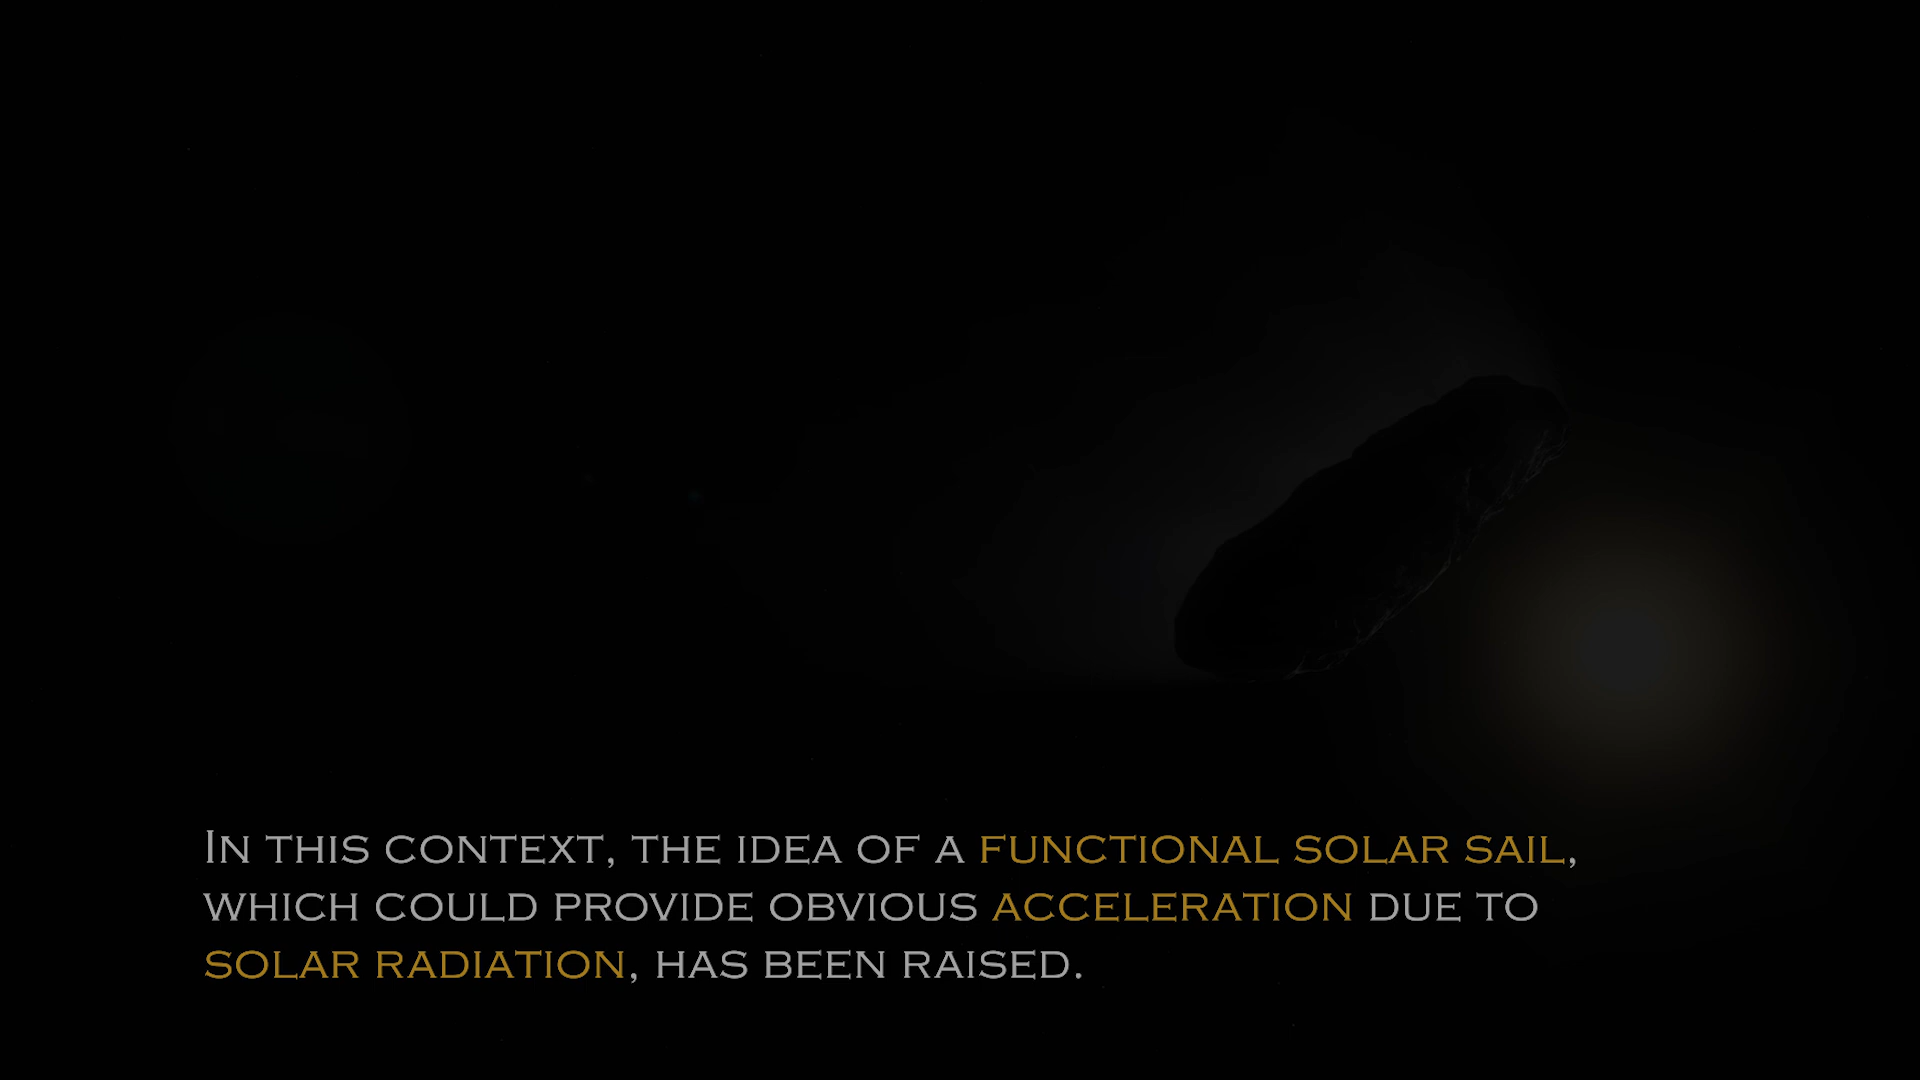 In this context, the idea of a functional solar sail,
which could provide obvious acceleration due to
solar radiation, has been raised.